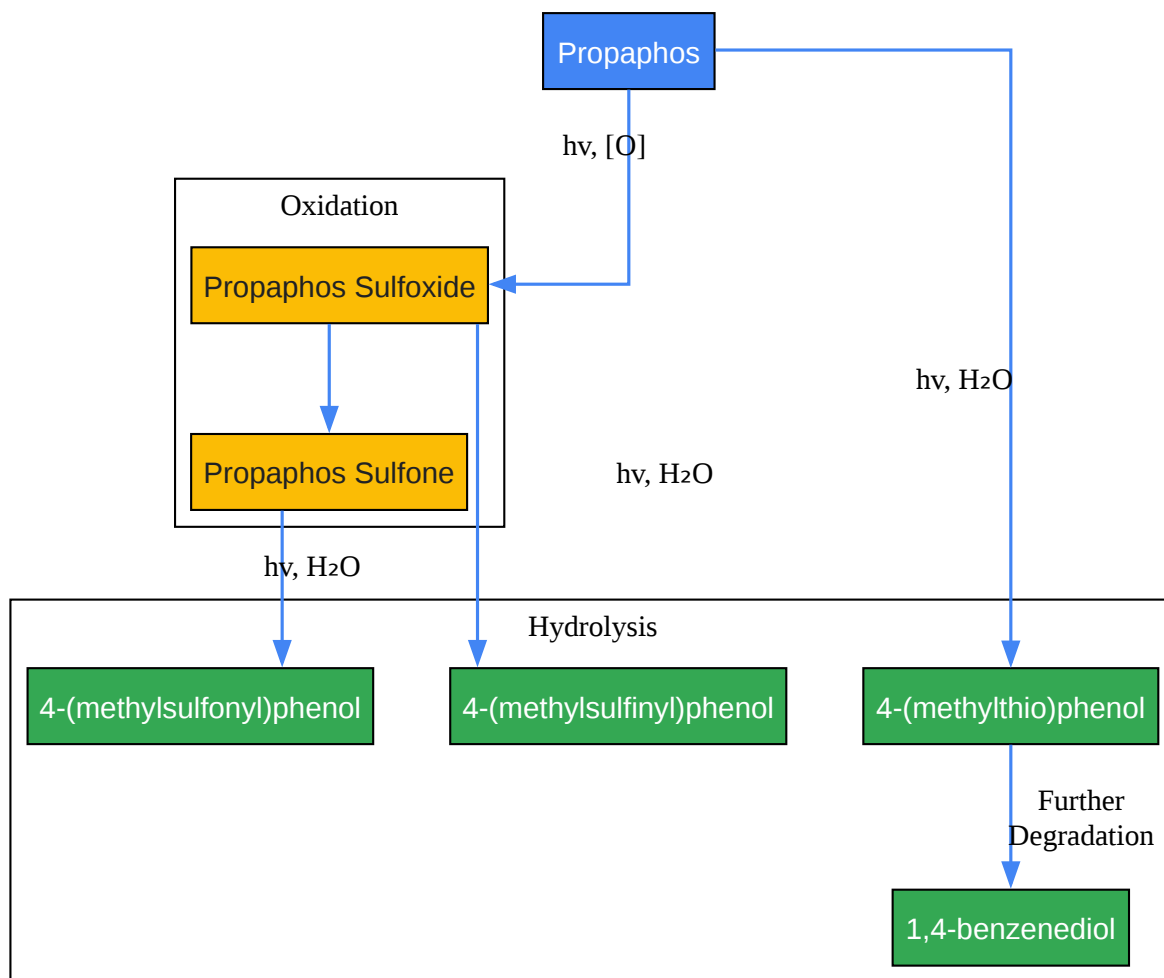 Propaphos
hv, [O]
Oxidation
Propaphos Sulfoxide
hv, H₂O
Propaphos Sulfone
hv, H₂O
hv, H₂O
Hydrolysis
4-(methylsulfonyl)phenol
4-(methylsulfinyl)phenol
4-(methylthio)phenol
Further
Degradation
1,4-benzenediol